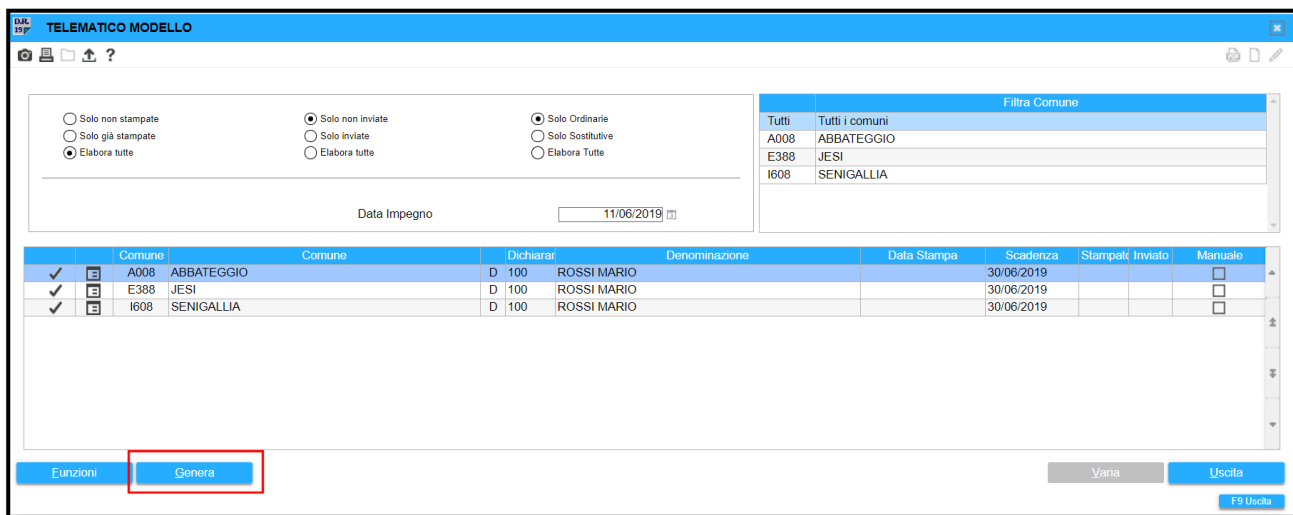 D.R.
19
TELEMATICO MODELLO
?
Solo non stampate Solo non inviate Solo Ordinarie
Solo già stampate Solo inviate Solo Sostitutive
Elabora tutte Elabora tutte Elabora Tutte
Data Impegno 11/06/2019
Filtra Comune
Tutti Tutti i comuni
A008 ABBATEGGIO
E388 JESI
I608 SENIGALLIA
Comune Comune Dichiarar Denominazione Data Stampa Scadenza Stampato Inviato Manuale
A008 ABBATEGGIO D 100 ROSSI MARIO 30/06/2019
E388 JESI D 100 ROSSI MARIO 30/06/2019
I608 SENIGALLIA D 100 ROSSI MARIO 30/06/2019
Funzioni Genera Varia Uscita
F9 Uscita